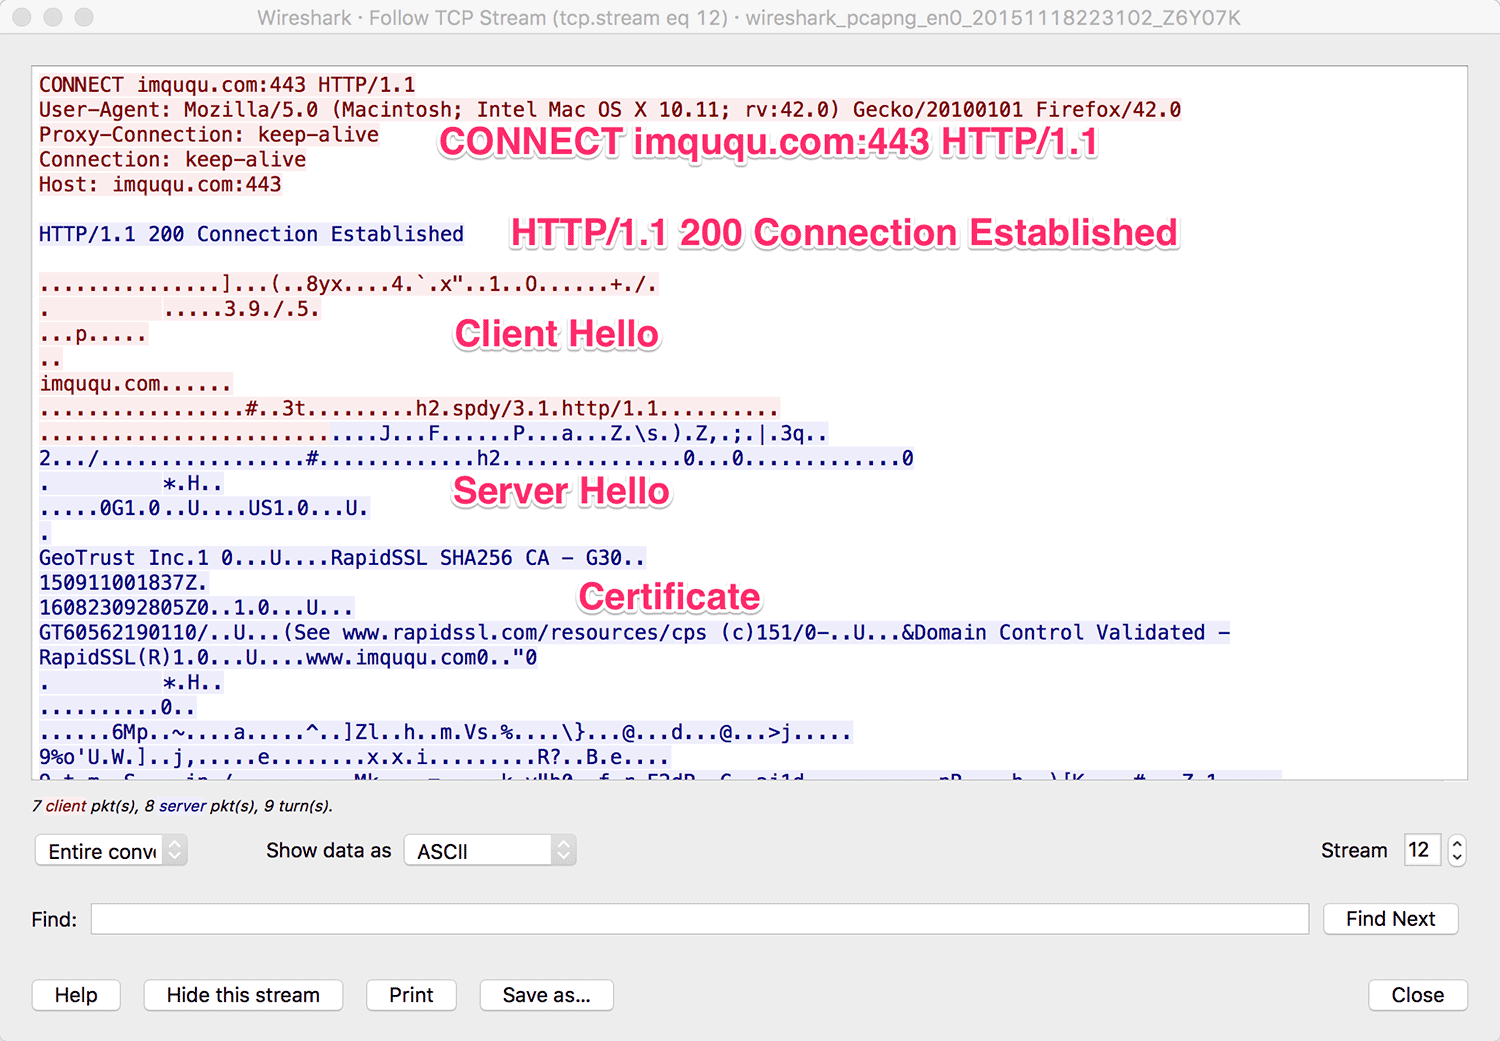 Wireshark · Follow TCP Stream (tcp.stream eq 12) · wireshark_pcapng_en0_20151118223102_Z6Y07K
CONNECT imququ.com:443 HTTP/1.1
User-Agent: Mozilla/5.0 (Macintosh; Intel Mac OS X 10.11; rv:42.0) Gecko/20100101 Firefox/42.0
Proxy-Connection: keep-alive
CONNECT imququ.com:443 HTTP/1.1
Connection: keep-alive
Host: imququ.com:443
HTTP/1.1 200 Connection Established
HTTP/1.1 200 Connection Established
...............]...(..8yx....4.`.x"..1..O......+./.
. .....3.9./.5.
...p.....
Client Hello
..
imququ.com......
.................#..3t.........h2.spdy/3.1.http/1.1..........
............................J...F......P...a...Z.\s.).Z,.;.|.3q..
2.../.................#.............h2...............0...0.............0
. *.H..
Server Hello
.....0G1.0..U....US1.0...U.
.
GeoTrust Inc.1 0...U....RapidSSL SHA256 CA - G30..
150911001837Z.
Certificate
160823092805Z0..1.0...U...
GT60562190110/..U...(See www.rapidssl.com/resources/cps (c)151/0-..U...&Domain Control Validated -
RapidSSL(R)1.0...U....www.imququ.com0.."0
. *.H..
..........0..
......6Mp..~....a.....^..]Zl..h..m.Vs.%....\}...@...d...@...>j.....
9%o'U.W.]..j,.....e........x.x.i.........R?..B.e....
7 client pkt(s), 8 server pkt(s), 9 turn(s).
Entire conv
Show data as
ASCII
Stream
12
Find:
Find Next
Help
Hide this stream
Print
Save as...
Close